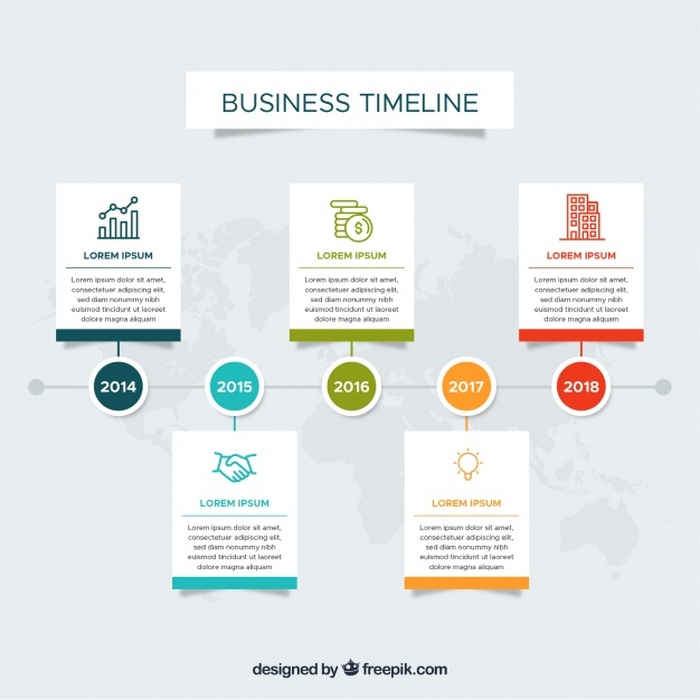 BUSINESS TIMELINE
LOREM IPSUM
Lorem ipsum dolor sit amet,
consectetuer adipiscing elit,
sed diam nonummy nibh
euismod tincidunt ut laoreet
dolore magna aliquam
LOREM IPSUM
Lorem ipsum dolor sit amet,
consectetuer adipiscing elit,
sed diam nonummy nibh
euismod tincidunt ut laoreet
dolore magna aliquam
LOREM IPSUM
Lorem ipsum dolor sit amet,
consectetuer adipiscing elit,
sed diam nonummy nibh
euismod tincidunt ut laoreet
dolore magna aliquam
2014 2015 2016 2017 2018
LOREM IPSUM
Lorem ipsum dolor sit amet,
consectetuer adipiscing elit,
sed diam nonummy nibh
euismod tincidunt ut laoreet
dolore magna aliquam
LOREM IPSUM
Lorem ipsum dolor sit amet,
consectetuer adipiscing elit,
sed diam nonummy nibh
euismod tincidunt ut laoreet
dolore magna aliquam
designed by freepik.com